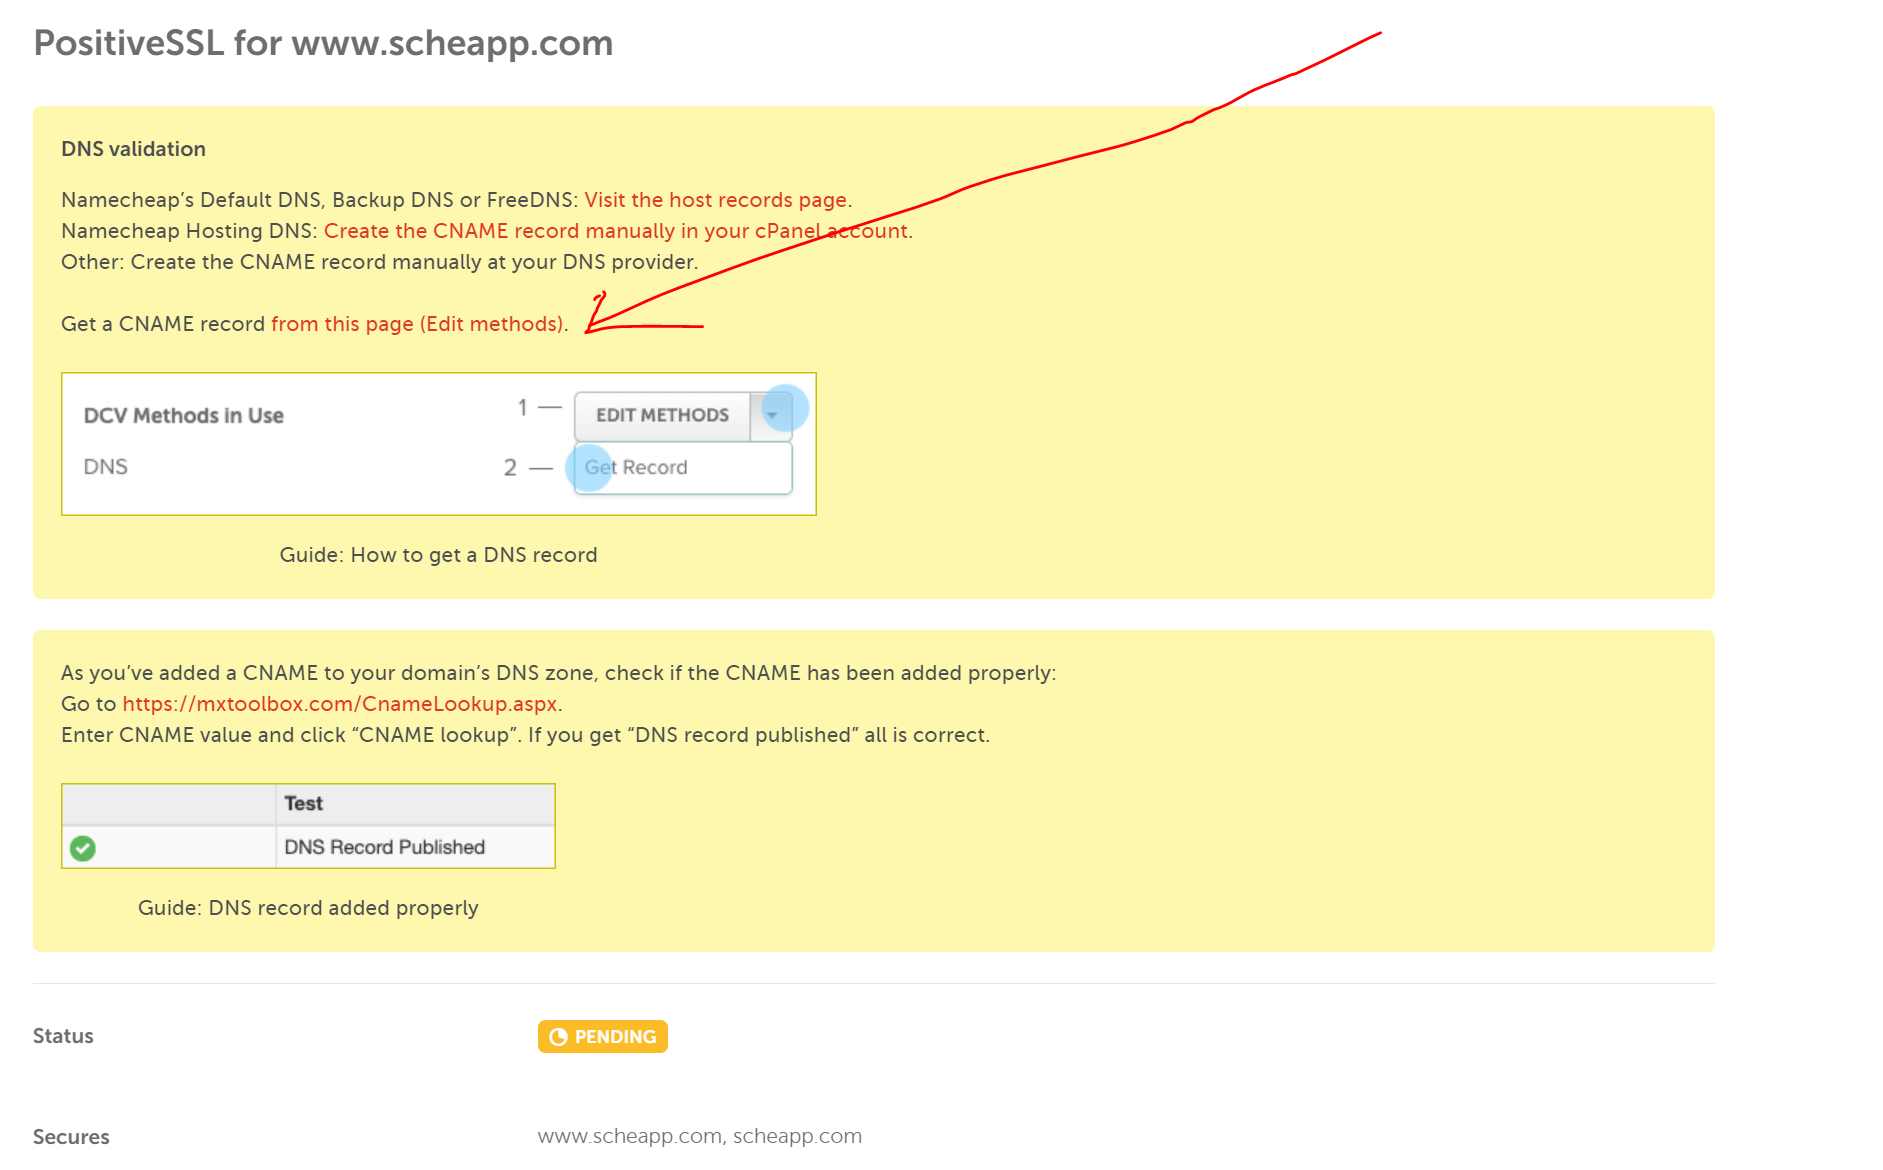 PositiveSSL for www.scheapp.com
DNS validation
Namecheap’s Default DNS, Backup DNS or FreeDNS: Visit the host records page.
Namecheap Hosting DNS: Create the CNAME record manually in your cPanel account.
Other: Create the CNAME record manually at your DNS provider.
Get a CNAME record from this page (Edit methods).
DCV Methods in Use 1 — EDIT METHODS
DNS 2 — Get Record
Guide: How to get a DNS record
As you’ve added a CNAME to your domain’s DNS zone, check if the CNAME has been added properly:
Go to https://mxtoolbox.com/CnameLookup.aspx.
Enter CNAME value and click “CNAME lookup”. If you get “DNS record published” all is correct.
Test
DNS Record Published
Guide: DNS record added properly
Status PENDING
Secures www.scheapp.com, scheapp.com